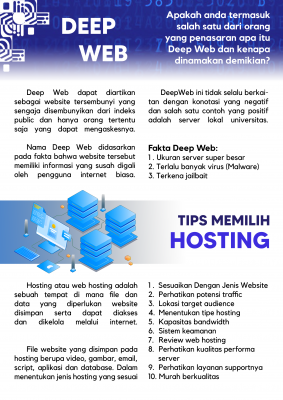 DEEP
WEB
Apakah anda termasuk
salah satu dari orang
yang penasaran apa itu
Deep Web dan kenapa
dinamakan demikian?
Deep Web dapat diartikan
sebagai website tersembunyi yang
sengaja disembunyikan dari indeks
public dan hanya orang tertentu
saja yang dapat mengaksesnya.
Nama Deep Web didasarkan
pada fakta bahwa website tersebut
memiliki informasi yang susah digali
oleh pengguna internet biasa.
DeepWeb ini tidak selalu berkai-
tan dengan konotasi yang negatif
dan salah satu contoh yang positif
adalah server lokal universitas.
Fakta Deep Web:
1. Ukuran server super besar
2. Terlalu banyak virus (Malware)
3. Terkena jailbait
TIPS MEMILIH
HOSTING
Hosting atau web hosting adalah
sebuah tempat di mana file dan
data yang diperlukan website
disimpan serta dapat diakses
dan dikelola melalui internet.
File website yang disimpan pada
hosting berupa video, gambar, email,
script, aplikasi dan database. Dalam
menentukan jenis hosting yang sesuai
1. Sesuaikan Dengan Jenis Website
2. Perhatikan potensi traffic
3. Lokasi target audience
4. Menentukan tipe hosting
5. Kapasitas bandwidth
6. Sistem keamanan
7. Review web hosting
8. Perhatikan kualitas performa
server
9. Perhatikan layanan supportnya
10. Murah berkualitas